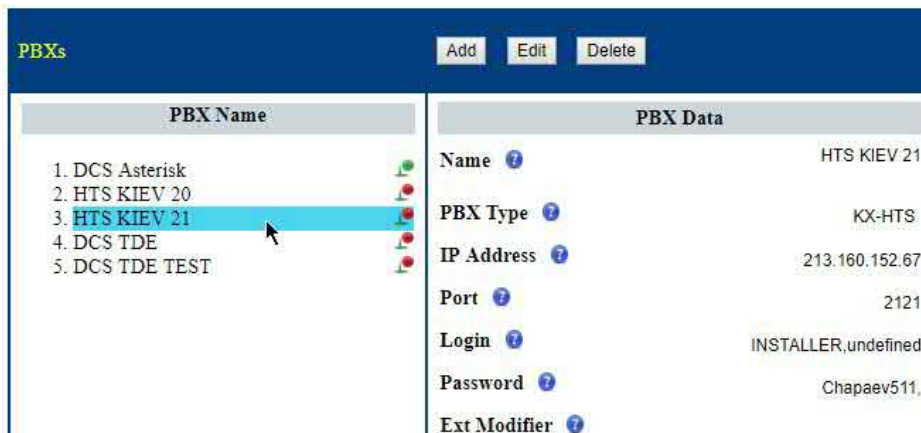 PBXs
Add Edit Delete
PBX Name
1. DCS Asterisk
2. HTS KIEV 20
3. HTS KIEV 21
4. DCS TDE
5. DCS TDE TEST
PBX Data
Name HTS KIEV 21
PBX Type KX-HTS
IP Address 213.160.152.67
Port 2121
Login INSTALLER,undefined
Password Chapaev511,
Ext Modifier